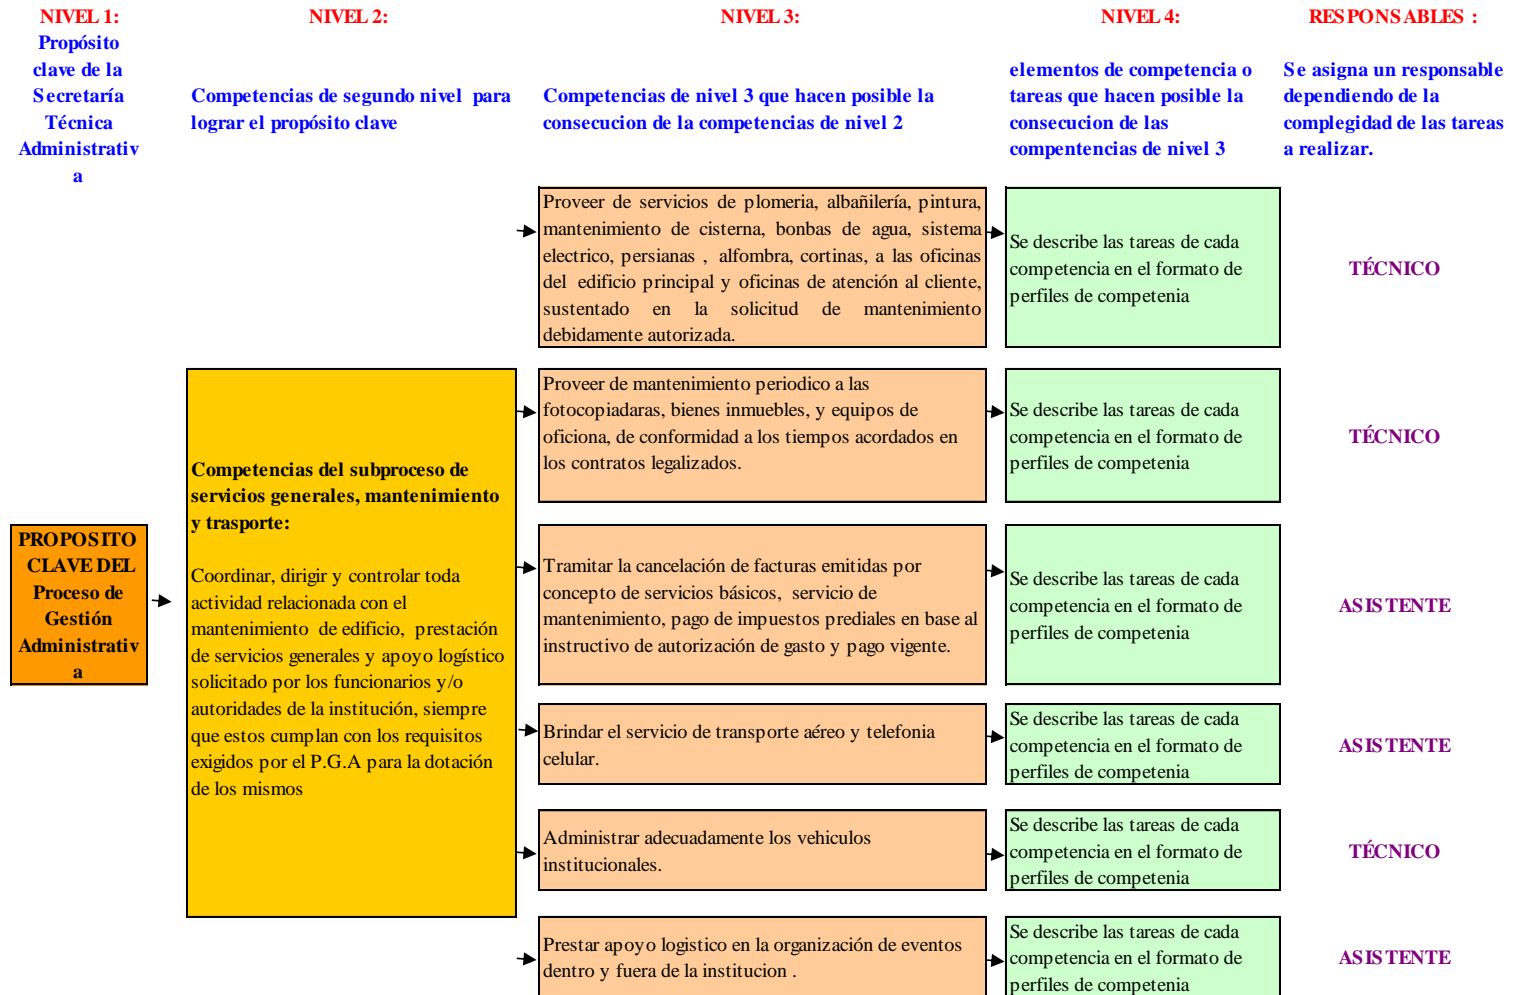 NIVEL 1:
Propósito
clave de la
Secretaría
Técnica
Administrativ
a
NIVEL 2:
Competencias de segundo nivel para
lograr el propósito clave
NIVEL 3:
Competencias de nivel 3 que hacen posible la
consecucion de la competencias de nivel 2
NIVEL 4:
elementos de competencia o
tareas que hacen posible la
consecucion de las
compentencias de nivel 3
RESPONSABLES :
Se asigna un responsable
dependiendo de la
complegidad de las tareas
a realizar.
PROPOSITO
CLAVE DEL
Proceso de
Gestión
Administrativ
a
Competencias del subproceso de
servicios generales, mantenimiento
y trasporte:
Coordinar, dirigir y controlar toda
actividad relacionada con el
mantenimiento de edificio, prestación
de servicios generales y apoyo logístico
solicitado por los funcionarios y/o
autoridades de la institución, siempre
que estos cumplan con los requisitos
exigidos por el P.G.A para la dotación
de los mismos
Proveer de servicios de plomeria, albañilería, pintura,
mantenimiento de cisterna, bonbas de agua, sistema
electrico, persianas , alfombra, cortinas, a las oficinas
del edificio principal y oficinas de atención al cliente,
sustentado en la solicitud de mantenimiento
debidamente autorizada.
Se describe las tareas de cada
competencia en el formato de
perfiles de competenia
TÉCNICO
Proveer de mantenimiento periodico a las
fotocopiadaras, bienes inmuebles, y equipos de
oficiona, de conformidad a los tiempos acordados en
los contratos legalizados.
Se describe las tareas de cada
competencia en el formato de
perfiles de competenia
TÉCNICO
Tramitar la cancelación de facturas emitidas por
concepto de servicios básicos, servicio de
mantenimiento, pago de impuestos prediales en base al
instructivo de autorización de gasto y pago vigente.
Se describe las tareas de cada
competencia en el formato de
perfiles de competenia
ASISTENTE
Brindar el servicio de transporte aéreo y telefonia
celular.
Se describe las tareas de cada
competencia en el formato de
perfiles de competenia
ASISTENTE
Administrar adecuadamente los vehiculos
institucionales.
Se describe las tareas de cada
competencia en el formato de
perfiles de competenia
TÉCNICO
Prestar apoyo logistico en la organización de eventos
dentro y fuera de la institucion .
Se describe las tareas de cada
competencia en el formato de
perfiles de competenia
ASISTENTE